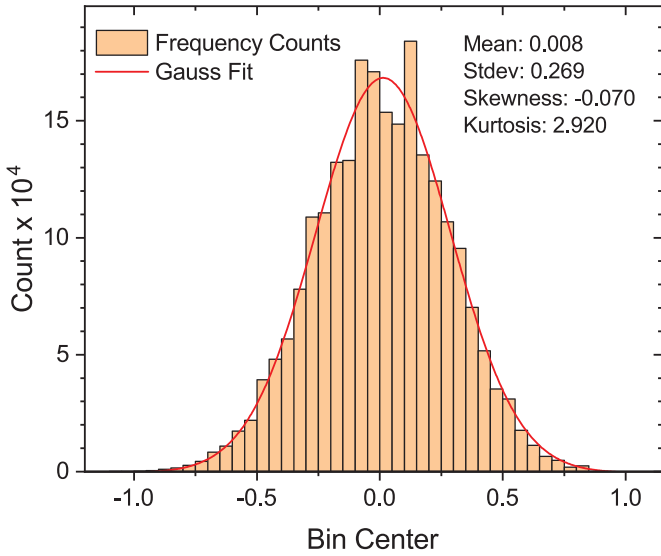 Frequency Counts
Gauss Fit
Mean: 0.008
Stdev: 0.269
Skewness: -0.070
Kurtosis: 2.920
Count x 10⁴
15
10
5
0
-1.0 -0.5 0.0 0.5 1.0
Bin Center